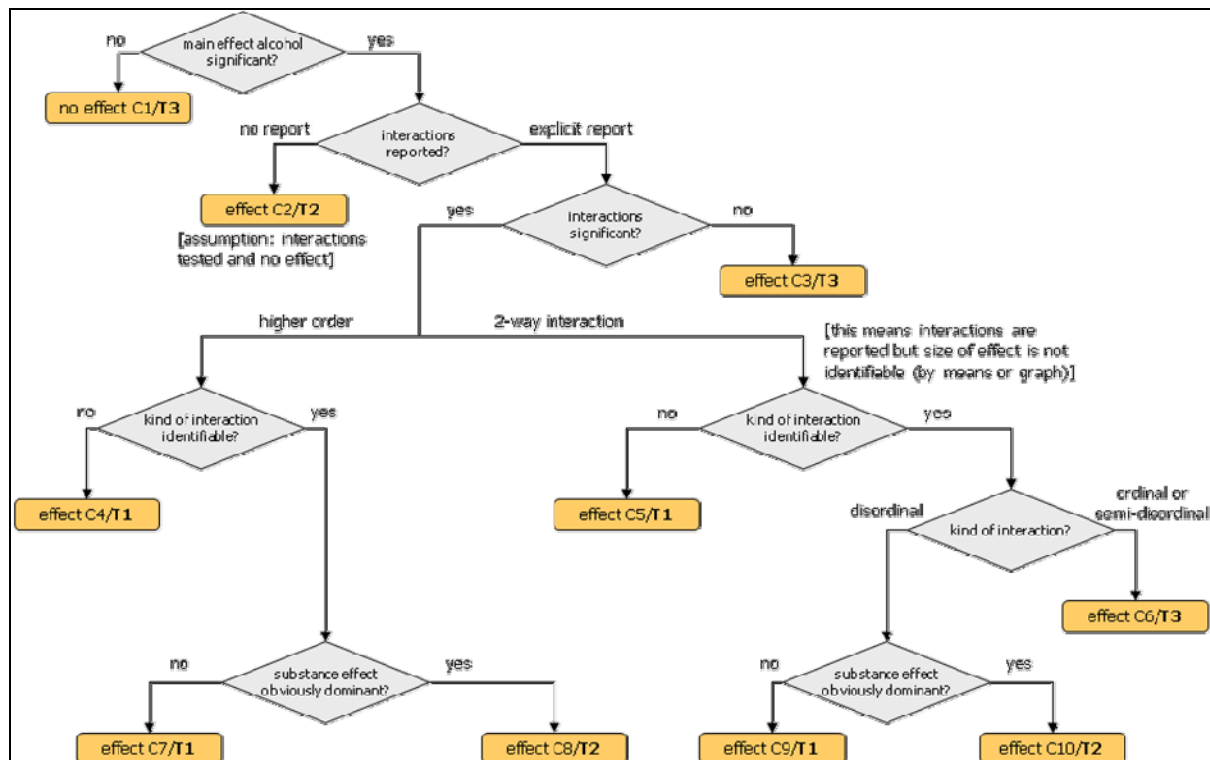 no
main effect alcohol
significant?
yes
no effect C1/T3
no report
interactions
reported?
explicit report
effect C2/T2
[assumption: interactions
tested and no effect]
yes
interactions
significant?
no
effect C3/T3
higher order
2-way interaction
[this means interactions are
reported but size of effect is not
identifiable (by means or graph)]
no
kind of interaction
identifiable?
yes
no
kind of interaction
identifiable?
yes
effect C4/T1
effect C5/T1
disordinal
kind of interaction?
ordinal or
semi-disordinal
effect C6/T3
no
substance effect
obviously dominant?
yes
no
substance effect
obviously dominant?
yes
effect C7/T1
effect C8/T2
effect C9/T1
effect C10/T2